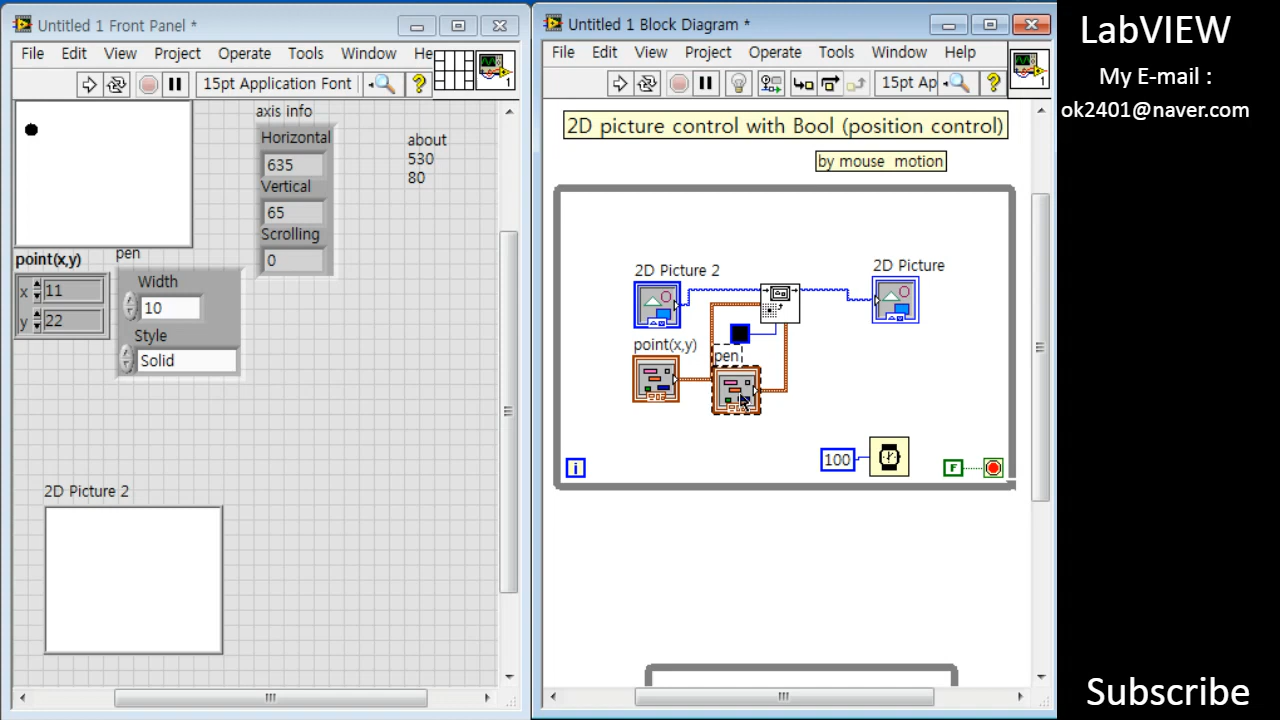 Untitled 1 Front Panel *
File Edit View Project Operate Tools Window He
15pt Application Font
1
axis info
Horizontal
635
Vertical
65
Scrolling
0
about
530
80
point(x,y)
x 11
y 22
pen
Width
10
Style
Solid
2D Picture 2
Untitled 1 Block Diagram *
File Edit View Project Operate Tools Window Help
15pt Ap
1
2D picture control with Bool (position control)
by mouse motion
2D Picture 2
2D Picture
point(x,y)
pen
100
i
F
LabVIEW
My E-mail :
ok2401@naver.com
Subscribe